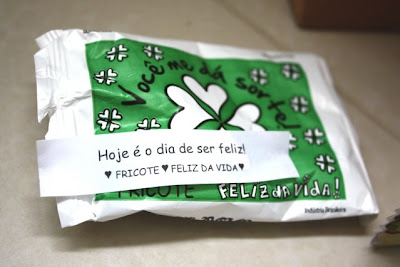 Você me dá sorte!
Hoje é o dia de ser feliz!
♥ FRICOTE ♥ FELIZ DA VIDA ♥
FRICOTE
FELIZ DA VIDA!
Indústria Brasileira